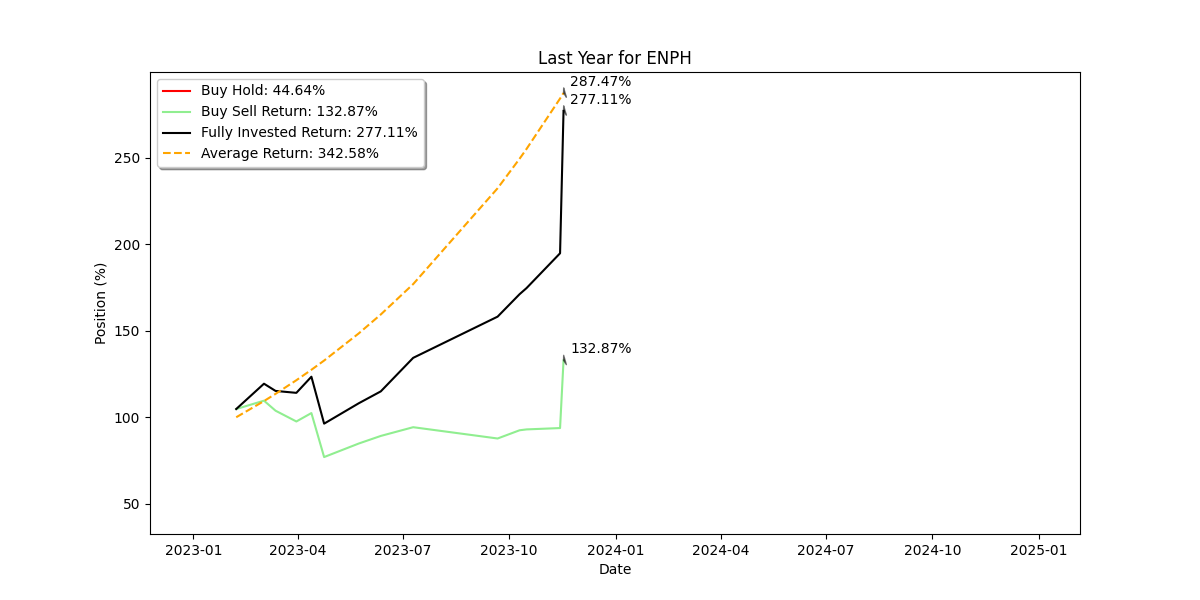 Last Year for ENPH
Buy Hold: 44.64%
Buy Sell Return: 132.87%
Fully Invested Return: 277.11%
Average Return: 342.58%
287.47%
277.11%
132.87%
250
200
150
100
50
Position (%)
2023-01 2023-04 2023-07 2023-10 2024-01 2024-04 2024-07 2024-10 2025-01
Date